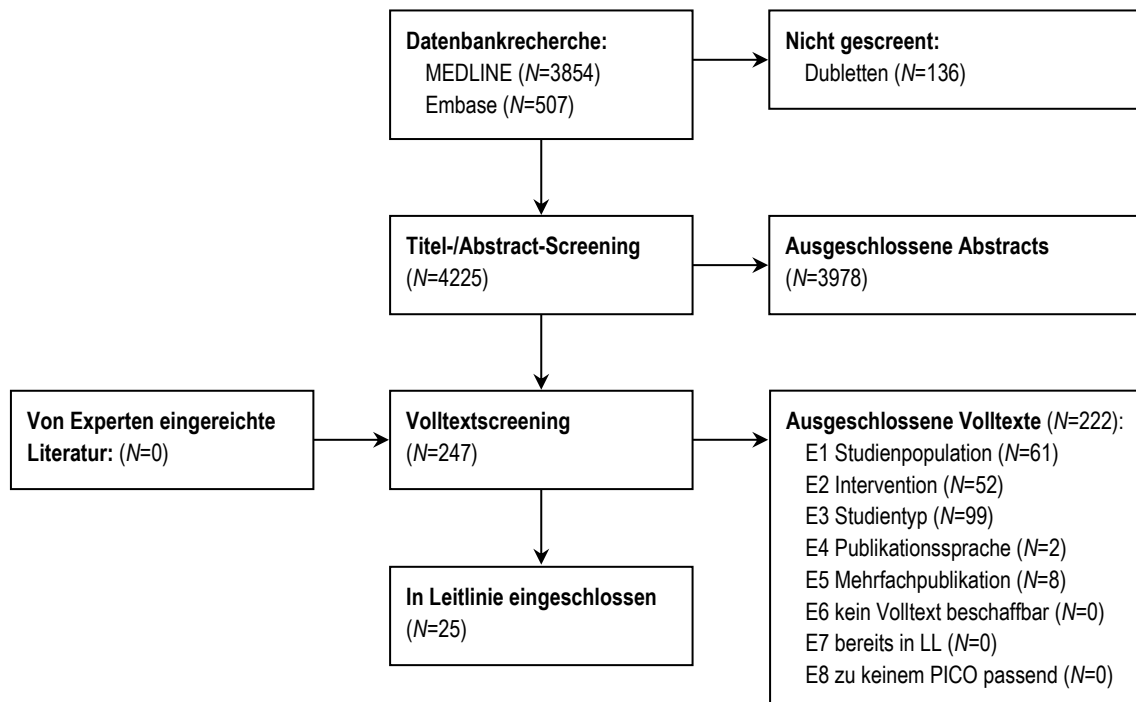 Datenbankrecherche:
MEDLINE (N=3854)
Embase (N=507)
Nicht gescreent:
Dubletten (N=136)
Titel-/Abstract-Screening
(N=4225)
Ausgeschlossene Abstracts
(N=3978)
Von Experten eingereichte
Literatur: (N=0)
Volltextscreening
(N=247)
Ausgeschlossene Volltexte (N=222):
E1 Studienpopulation (N=61)
E2 Intervention (N=52)
E3 Studientyp (N=99)
E4 Publikationssprache (N=2)
E5 Mehrfachpublikation (N=8)
E6 kein Volltext beschaffbar (N=0)
E7 bereits in LL (N=0)
E8 zu keinem PICO passend (N=0)
In Leitlinie eingeschlossen
(N=25)